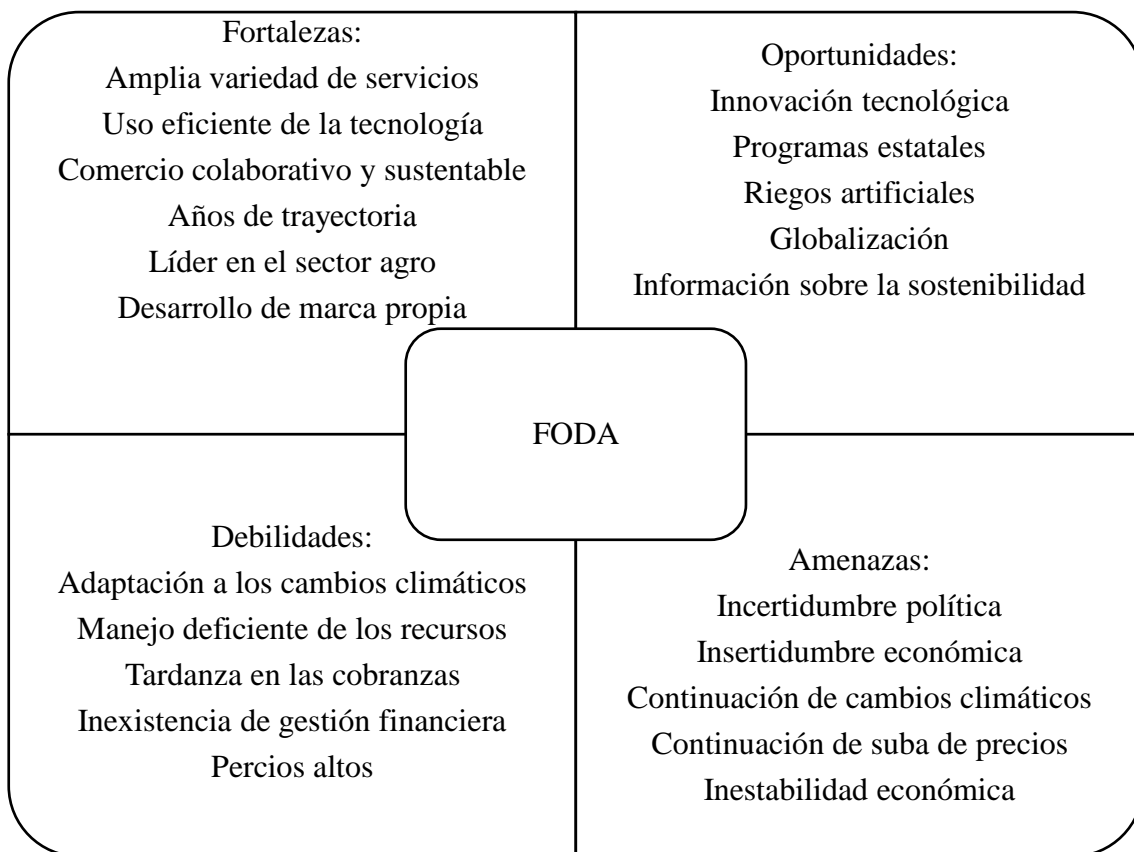 Fortalezas:
Amplia variedad de servicios
Uso eficiente de la tecnología
Comercio colaborativo y sustentable
Años de trayectoria
Líder en el sector agro
Desarrollo de marca propia
Oportunidades:
Innovación tecnológica
Programas estatales
Riegos artificiales
Globalización
Información sobre la sostenibilidad
FODA
Debilidades:
Adaptación a los cambios climáticos
Manejo deficiente de los recursos
Tardanza en las cobranzas
Inexistencia de gestión financiera
Percios altos
Amenazas:
Incertidumbre política
Insertidumbre económica
Continuación de cambios climáticos
Continuación de suba de precios
Inestabilidad económica